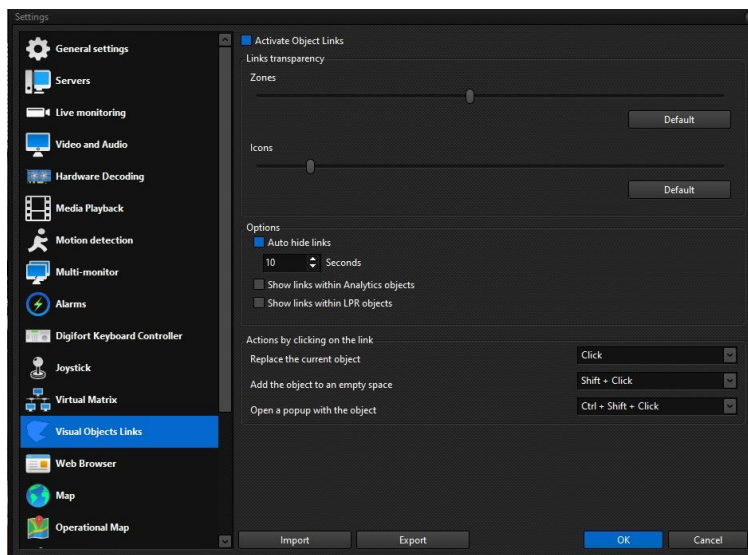 Settings
General settings
Servers
Live monitoring
Video and Audio
Hardware Decoding
Media Playback
Motion detection
Multi-monitor
Alarms
Digifort Keyboard Controller
Joystick
Virtual Matrix
Visual Objects Links
Web Browser
Map
Operational Map
Activate Object Links
Links transparency
Zones
Default
Icons
Default
Options
Auto hide links
10 Seconds
Show links within Analytics objects
Show links within LPR objects
Actions by clicking on the link
Replace the current object Click
Add the object to an empty space Shift + Click
Open a popup with the object Ctrl + Shift + Click
Import Export OK Cancel